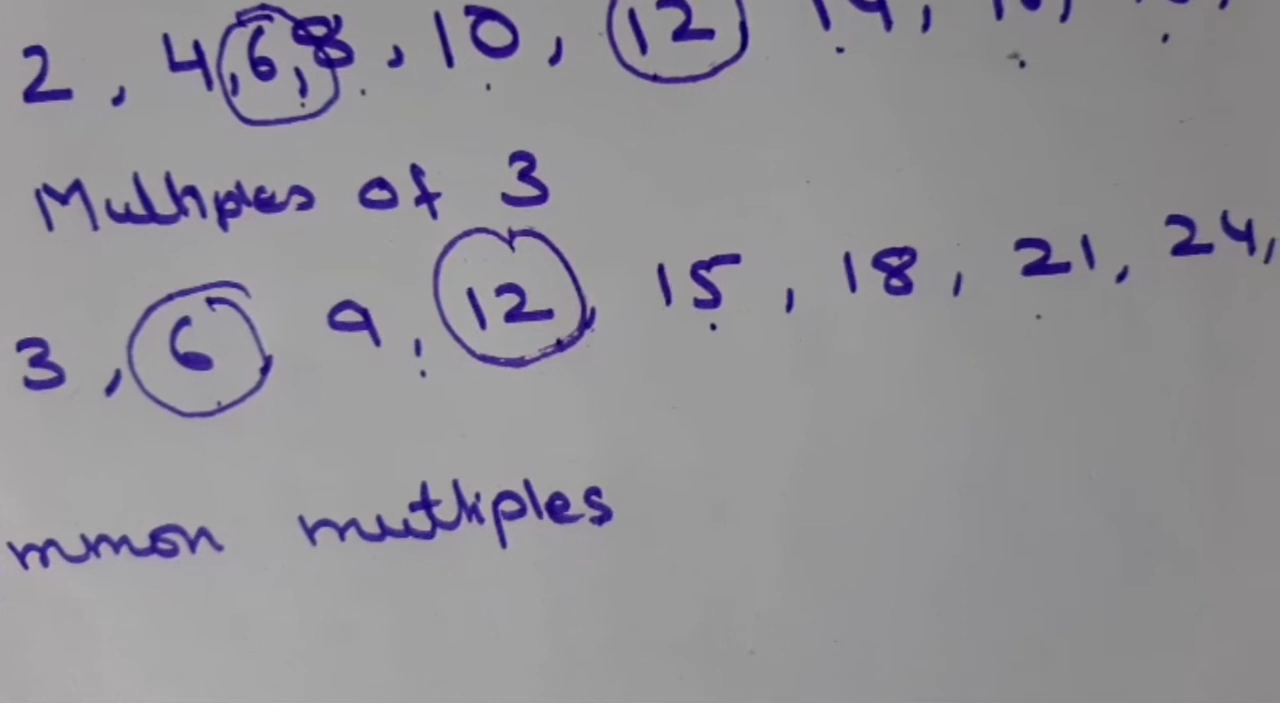 2, 4, 6, 8, 10, 12 14,
Multiples of 3
3, 6 9, 12, 15, 18, 21, 24,
mmon multiples